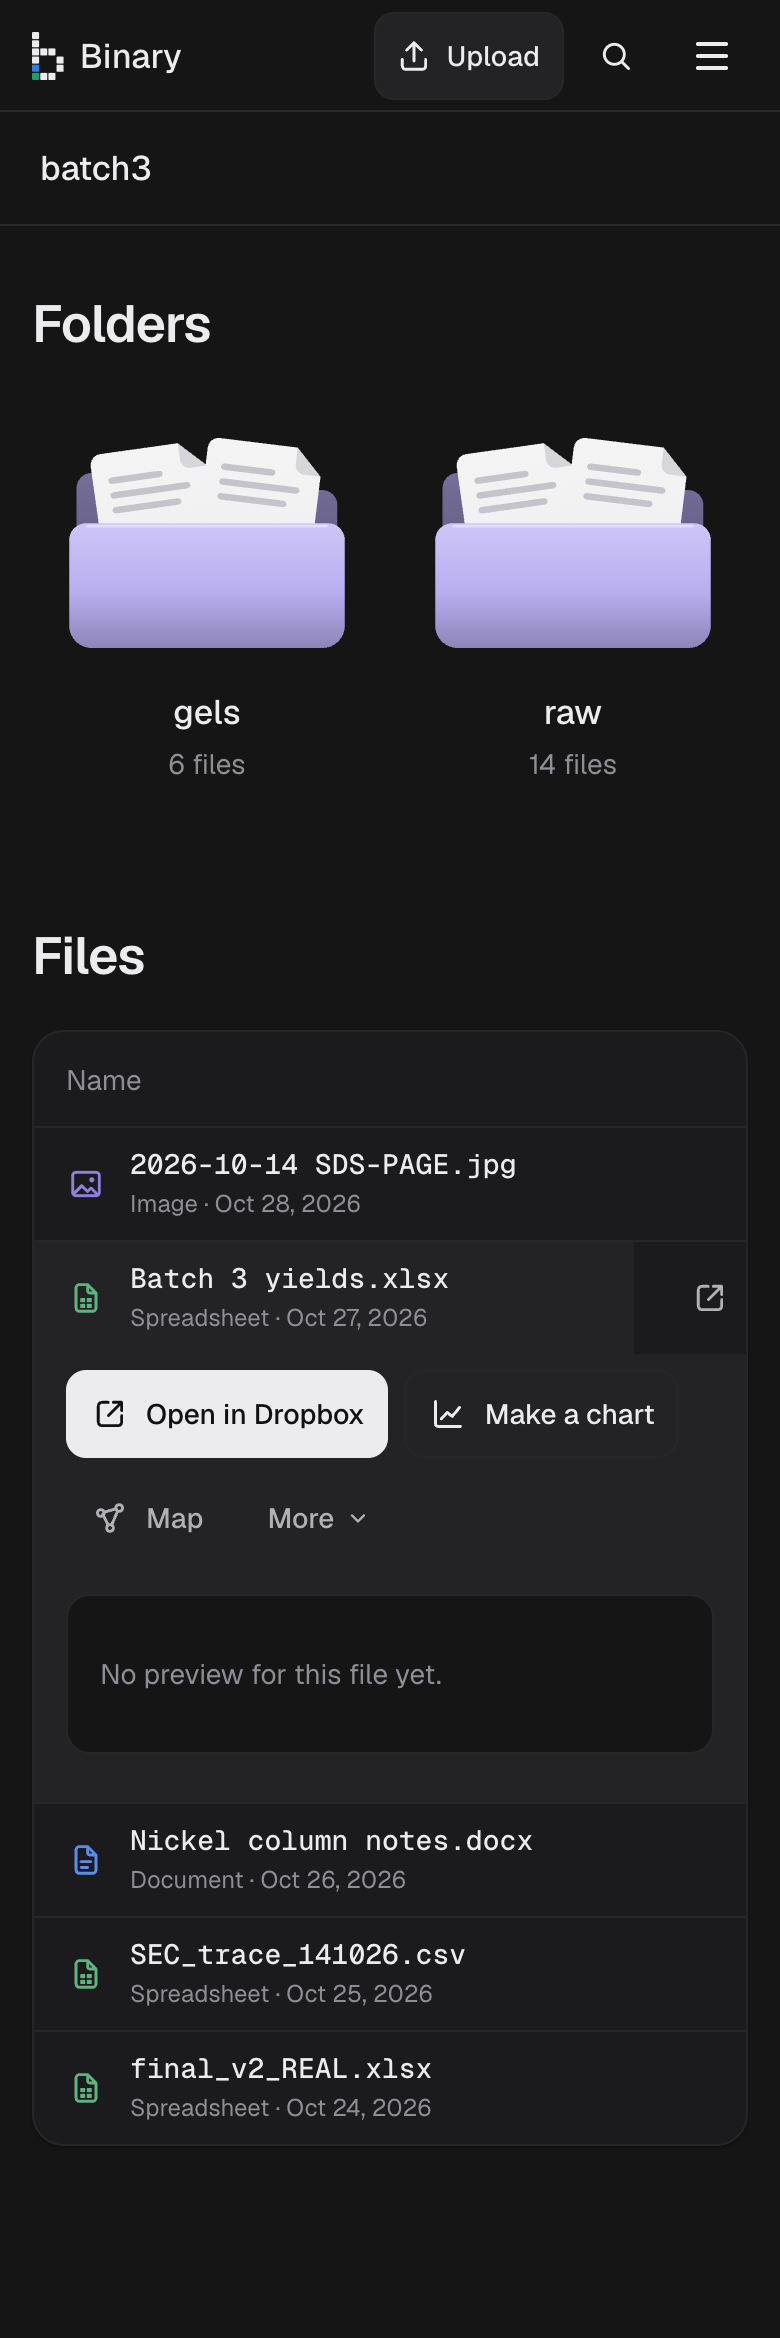 Binary
Upload
batch3
Folders
gels
6 files
raw
14 files
Files
Name
2026-10-14 SDS-PAGE.jpg
Image · Oct 28, 2026
Batch 3 yields.xlsx
Spreadsheet · Oct 27, 2026
Open in Dropbox
Make a chart
Map
More
No preview for this file yet.
Nickel column notes.docx
Document · Oct 26, 2026
SEC_trace_141026.csv
Spreadsheet · Oct 25, 2026
final_v2_REAL.xlsx
Spreadsheet · Oct 24, 2026